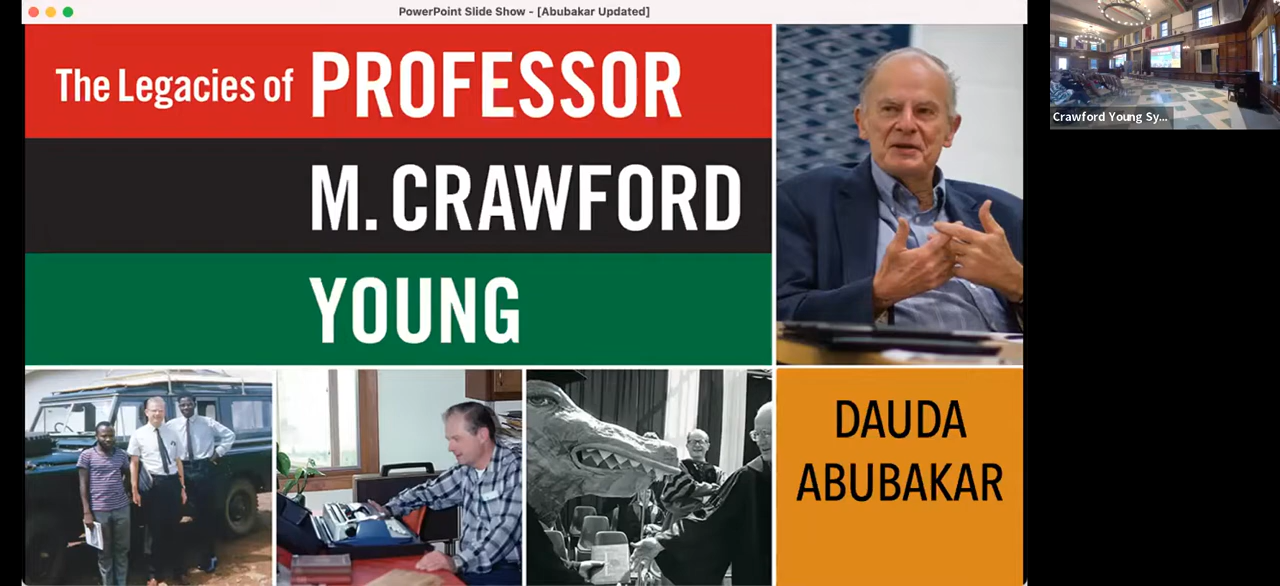 PowerPoint Slide Show - [Abubakar Updated]
The Legacies of PROFESSOR
M. CRAWFORD
YOUNG
DAUDA
ABUBAKAR
Crawford Young Sy...